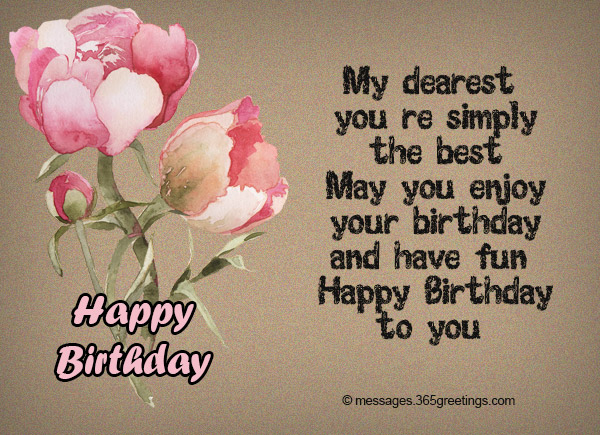 My dearest
you re simply
the best
May you enjoy
your birthday
and have fun
Happy Birthday
to you
Happy
Birthday
© messages.365greetings.com